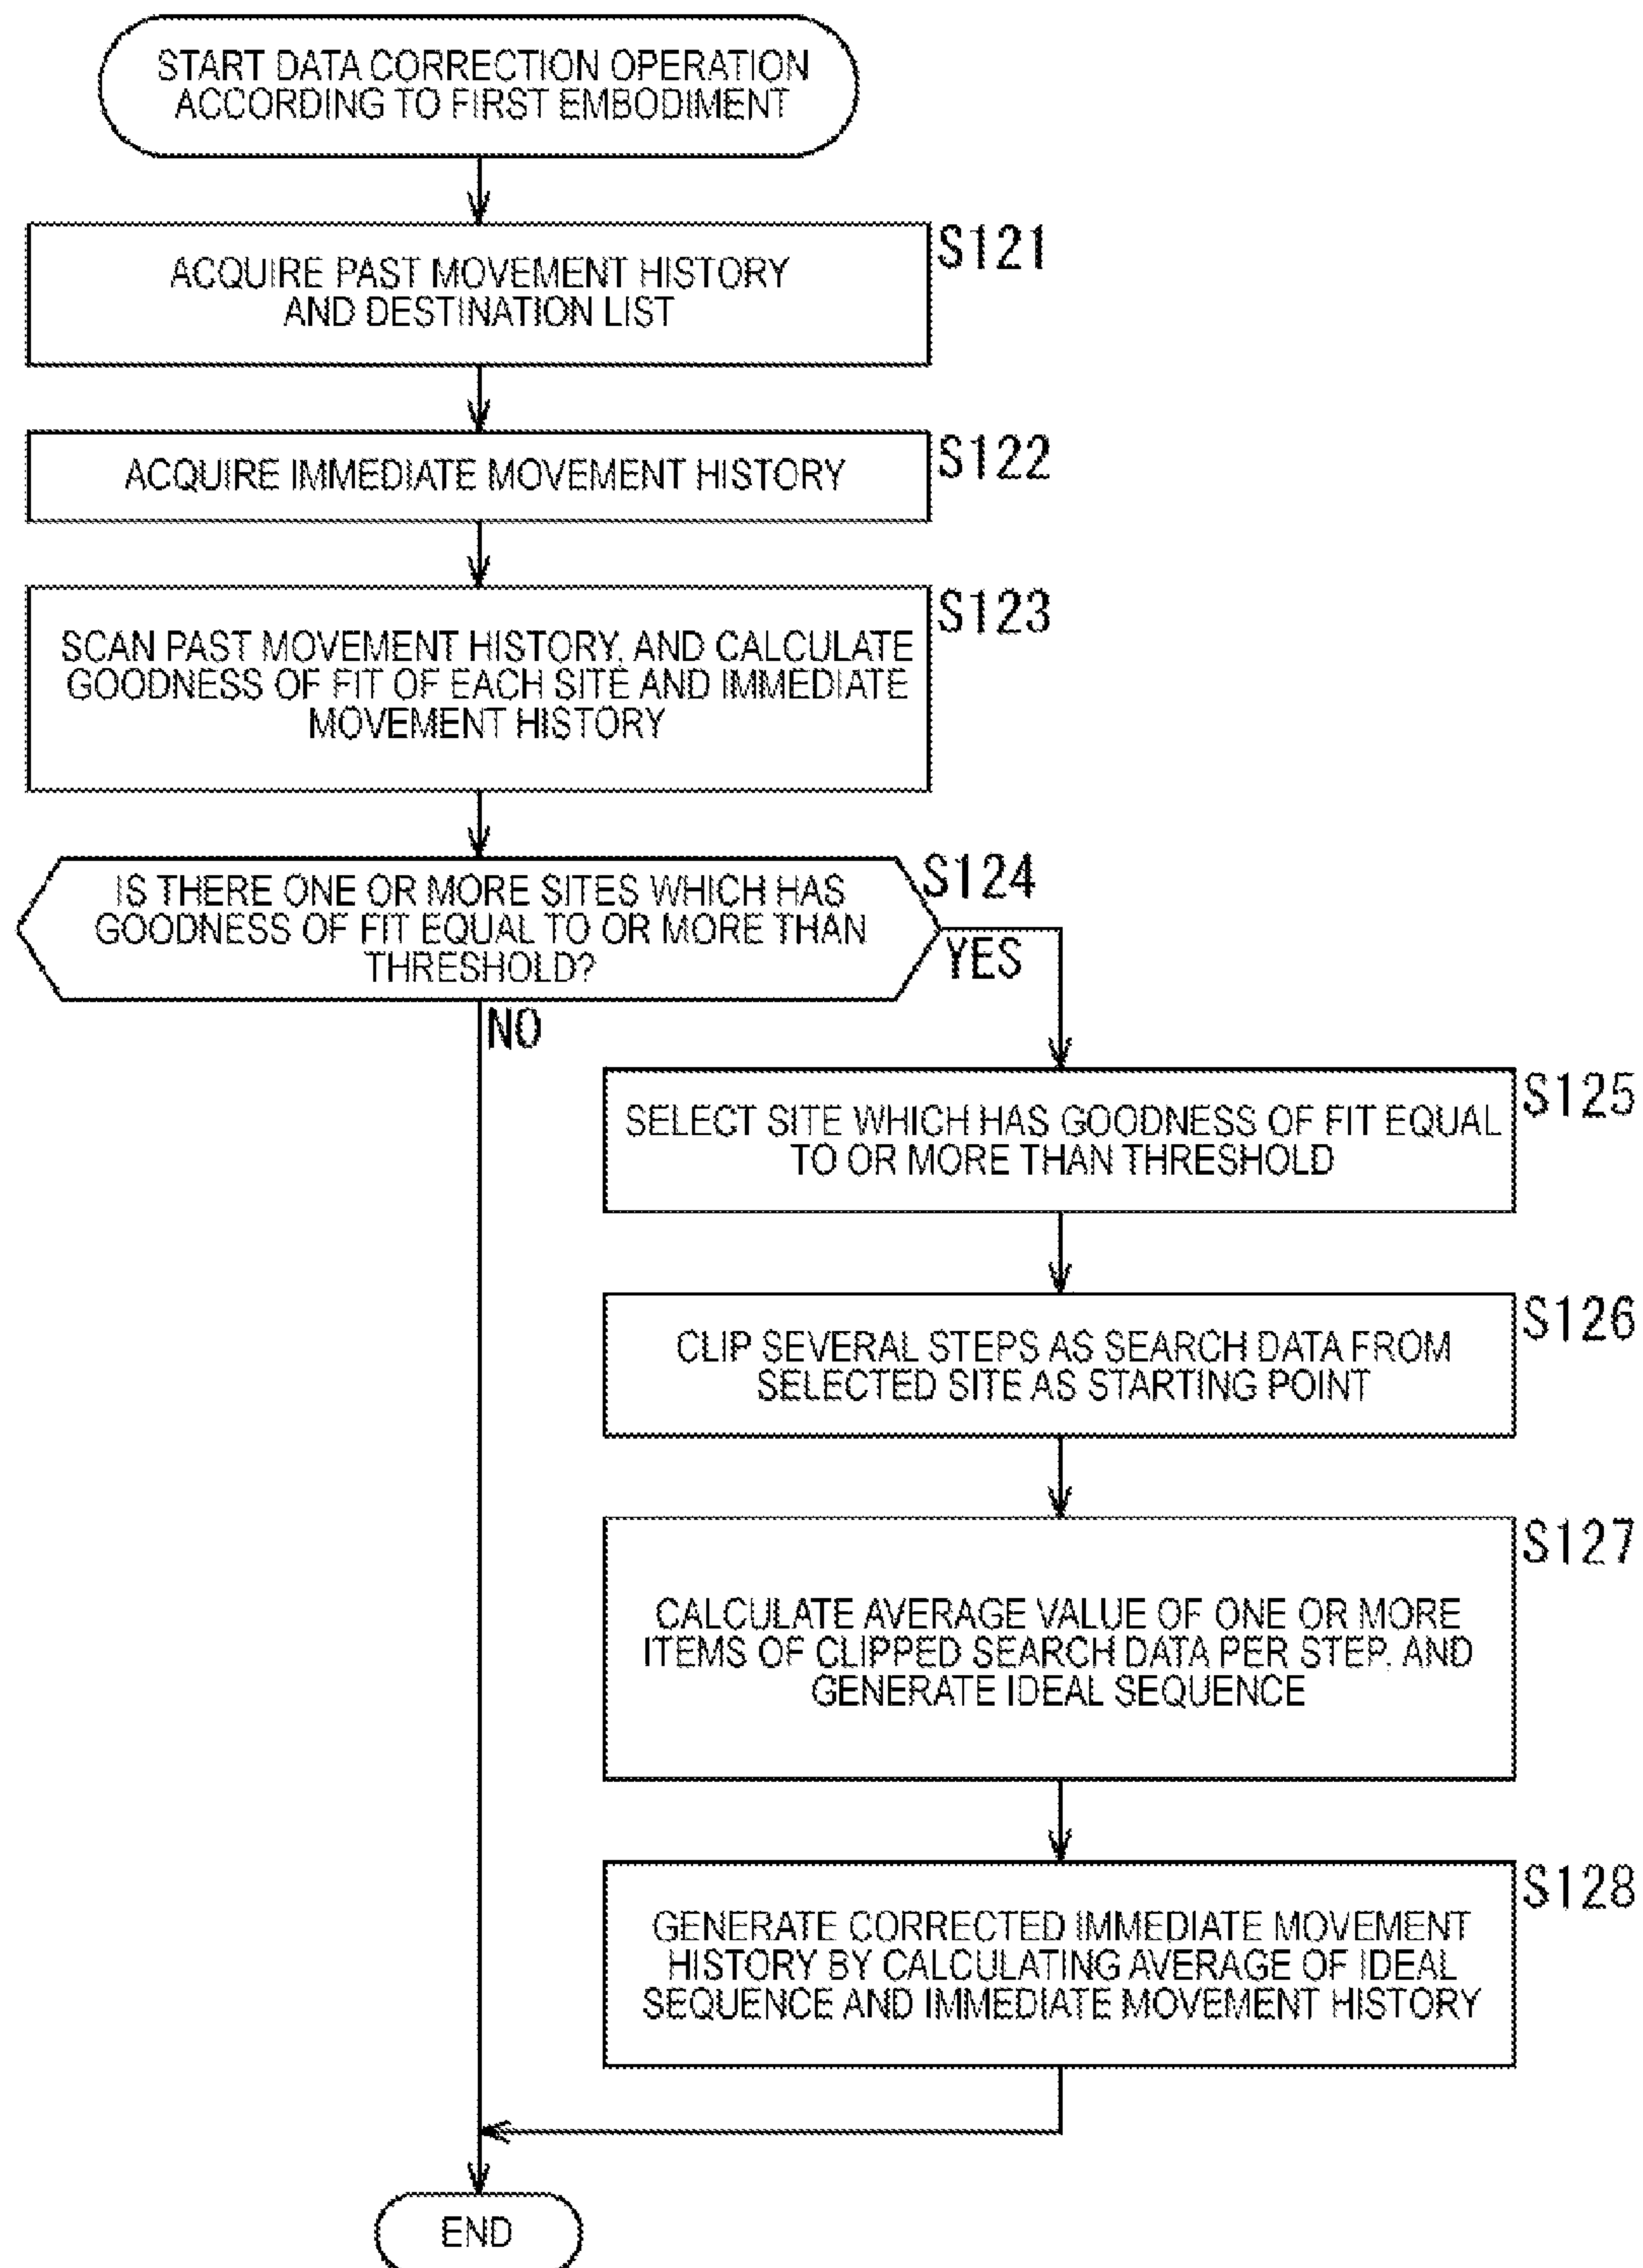 START DATA CORRECTION OPERATION
ACCORDING TO FIRST EMBODIMENT
S121
ACQUIRE PAST MOVEMENT HISTORY
AND DESTINATION LIST
S122
ACQUIRE IMMEDIATE MOVEMENT HISTORY
S123
SCAN PAST MOVEMENT HISTORY, AND CALCULATE
GOODNESS OF FIT OF EACH SITE AND IMMEDIATE
MOVEMENT HISTORY
S124
IS THERE ONE OR MORE SITES WHICH HAS
GOODNESS OF FIT EQUAL TO OR MORE THAN
THRESHOLD?
YES
NO
S125
SELECT SITE WHICH HAS GOODNESS OF FIT EQUAL
TO OR MORE THAN THRESHOLD
S126
CLIP SEVERAL STEPS AS SEARCH DATA FROM
SELECTED SITE AS STARTING POINT
S127
CALCULATE AVERAGE VALUE OF ONE OR MORE
ITEMS OF CLIPPED SEARCH DATA PER STEP, AND
GENERATE IDEAL SEQUENCE
S128
GENERATE CORRECTED IMMEDIATE MOVEMENT
HISTORY BY CALCULATING AVERAGE OF IDEAL
SEQUENCE AND IMMEDIATE MOVEMENT HISTORY
END